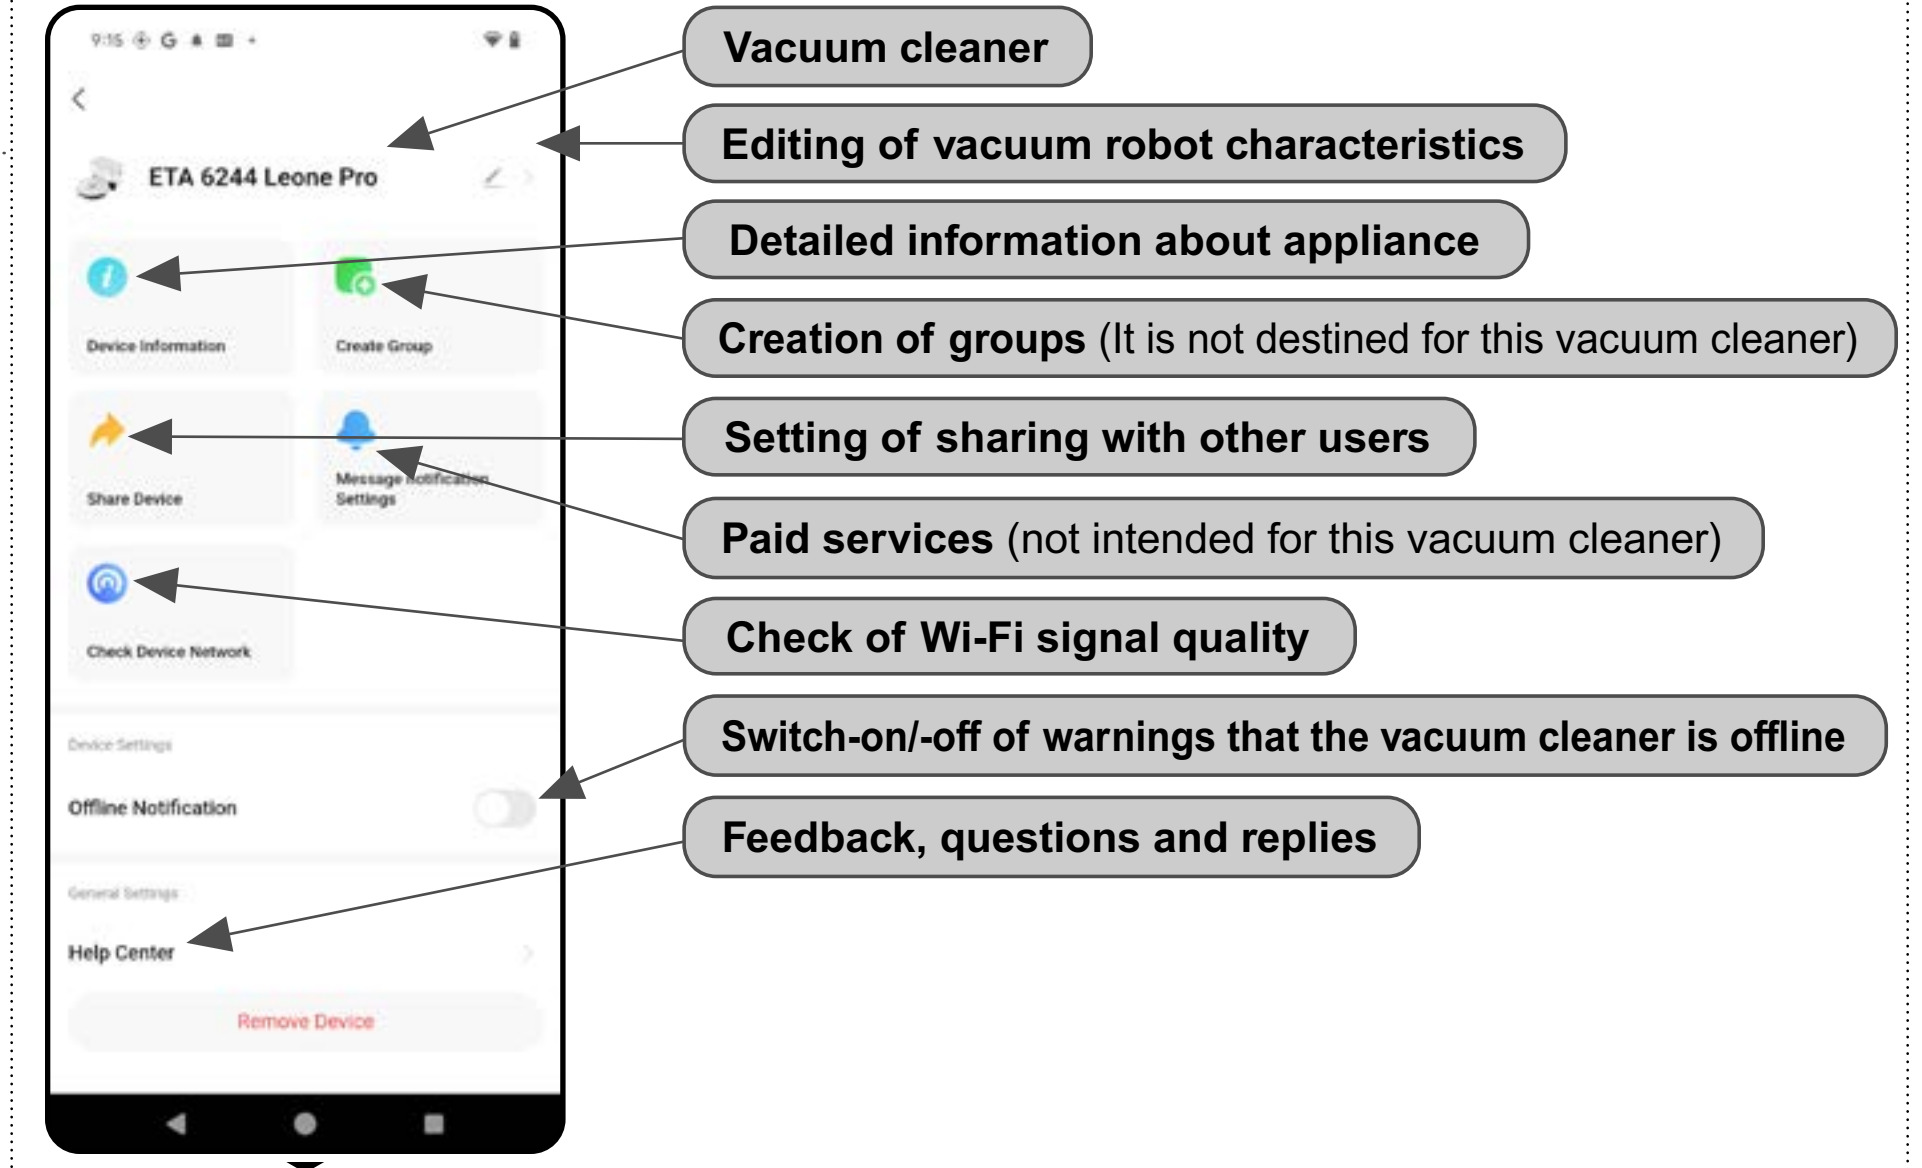 9:15
Vacuum cleaner
Editing of vacuum robot characteristics
ETA 6244 Leone Pro
Detailed information about appliance
Device Information
Create Group
Creation of groups (It is not destined for this vacuum cleaner)
Setting of sharing with other users
Share Device
Message Notification
Settings
Paid services (not intended for this vacuum cleaner)
Check of Wi-Fi signal quality
Check Device Network
Switch-on/-off of warnings that the vacuum cleaner is offline
Device Settings
Offline Notification
Feedback, questions and replies
General Settings
Help Center
Remove Device